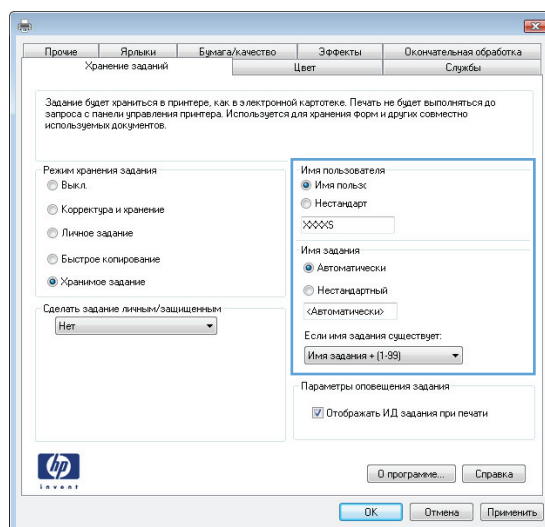 Прочие Ярлыки Бумага/качество Эффекты Окончательная обработка
Хранение заданий Цвет Службы
Задание будет храниться в принтере, как в электронной картотеке. Печать не будет выполняться до
запроса с панели управления принтера. Используется для хранения форм и других совместно
используемых документов.
Режим хранения задания
Выкл.
Корректура и хранение
Личное задание
Быстрое копирование
Хранимое задание
Сделать задание личным/защищенным
Нет
Имя пользователя
Имя пользс
Нестандарт
XXXXS
Имя задания
Автоматически
Нестандартный
<Автоматически>
Если имя задания существует:
Имя задания + (1-99)
Параметры оповещения задания
Отображать ИД задания при печати
hp
invent
О программе... Справка
OK Отмена Применить